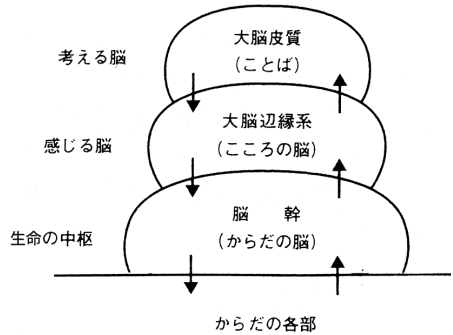 大脳皮質
考える脳
(ことば)
大脳辺縁系
感じる脳
(こころの脳)
脳 幹
生命の中枢
(からだの脳)
からだの各部